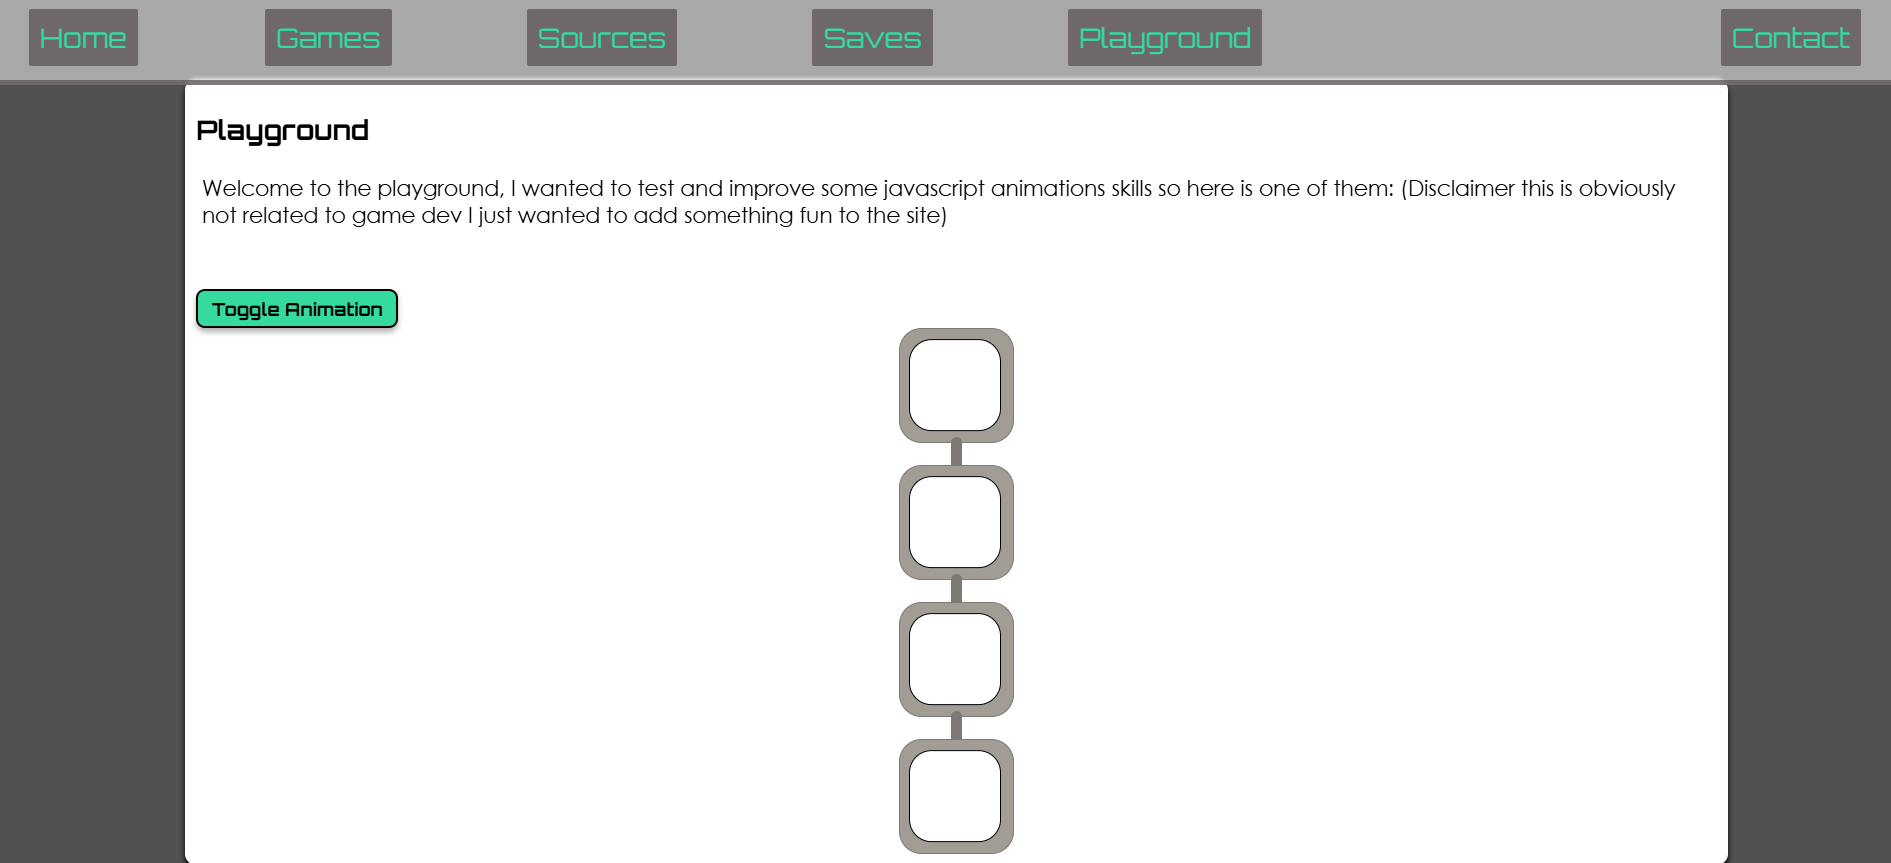 Home Games Sources Saves Playground Contact
Playground
Welcome to the playground, I wanted to test and improve some javascript animations skills so here is one of them: (Disclaimer this is obviously
not related to game dev I just wanted to add something fun to the site)
Toggle Animation